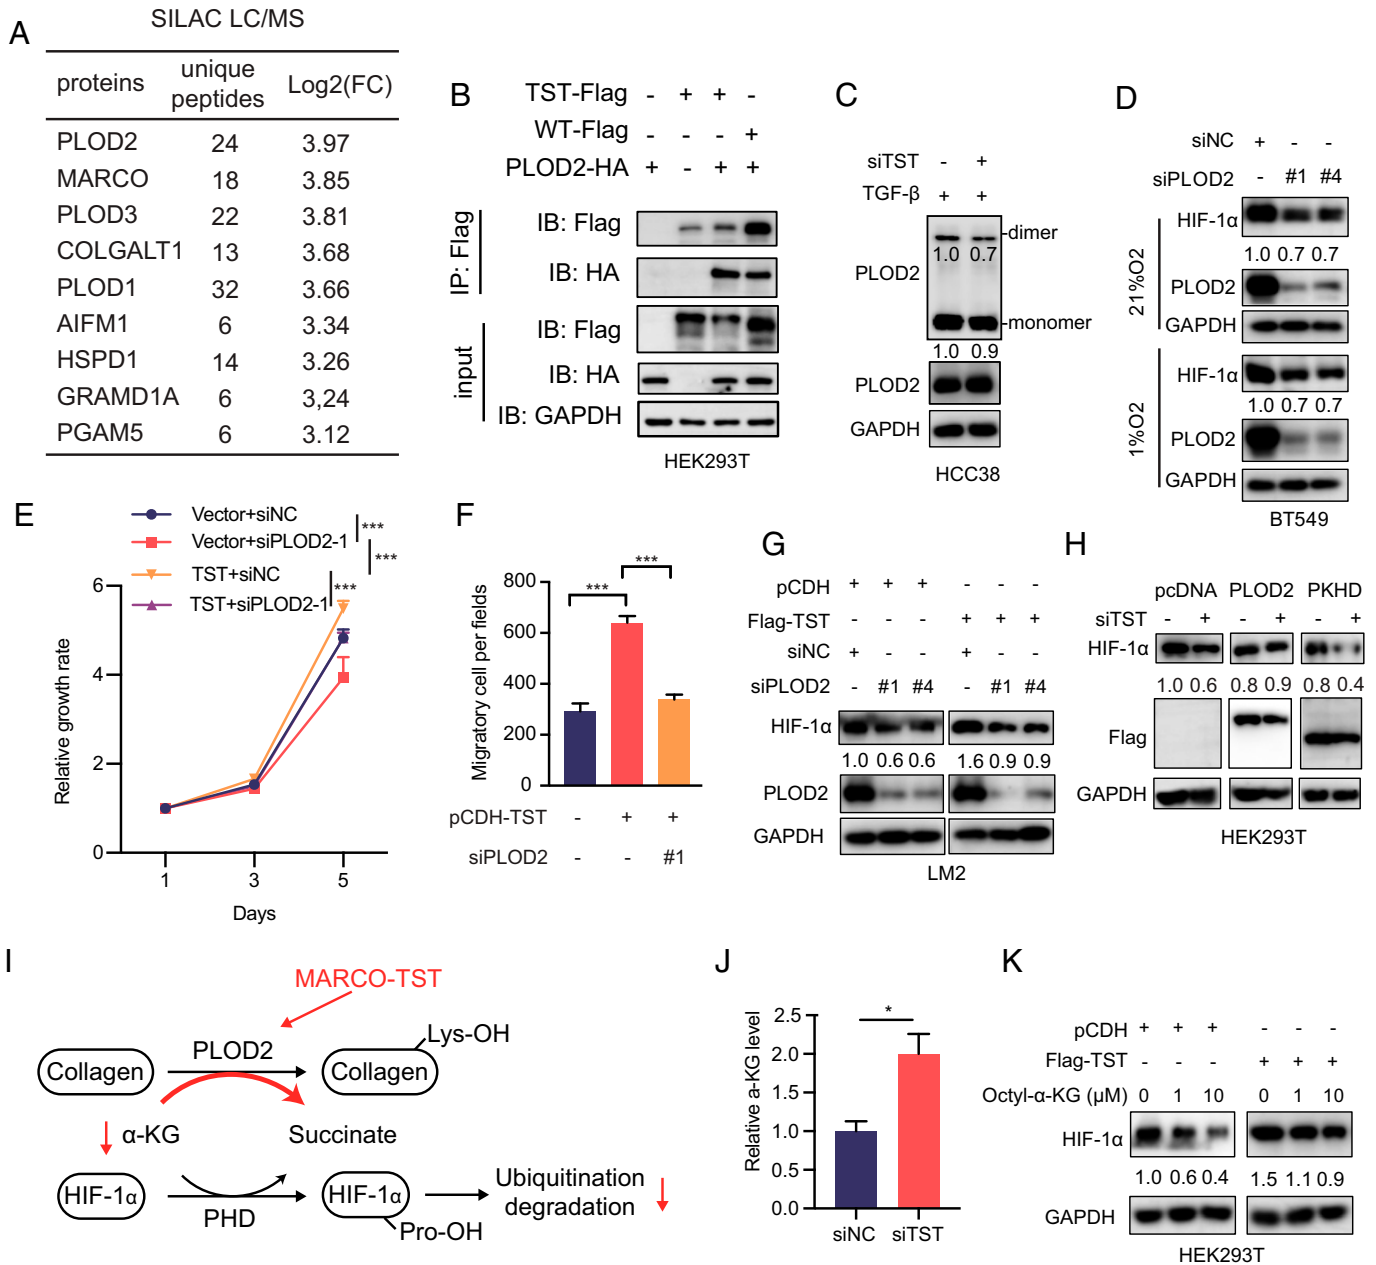 A
SILAC LC/MS
proteins unique peptides Log2(FC)
PLOD2 24 3.97
MARCO 18 3.85
PLOD3 22 3.81
COLGALT1 13 3.68
PLOD1 32 3.66
AIFM1 6 3.34
HSPD1 14 3.26
GRAMD1A 6 3,24
PGAM5 6 3.12
B
TST-Flag - + + -
WT-Flag - - - +
PLOD2-HA + - + +
IP: Flag
IB: Flag
IB: HA
input
IB: Flag
IB: HA
IB: GAPDH
HEK293T
C
siTST - +
TGF-β + +
PLOD2
-dimer
1.0 0.7
-monomer
1.0 0.9
PLOD2
GAPDH
HCC38
D
siNC + - -
siPLOD2 - #1 #4
21%O2
HIF-1α
1.0 0.7 0.7
PLOD2
GAPDH
1%O2
HIF-1α
1.0 0.7 0.7
PLOD2
GAPDH
BT549
E
Vector+siNC
Vector+siPLOD2-1
TST+siNC
TST+siPLOD2-1
***
***
***
Relative growth rate
6
4
2
0
1 3 5
Days
F
Migratory cell per fields
800
600
400
200
0
*** ***
pCDH-TST - + +
siPLOD2 - - #1
G
pCDH + + + - - -
Flag-TST - - - + + +
siNC + - - + - -
siPLOD2 - #1 #4 - #1 #4
HIF-1α
1.0 0.6 0.6 1.6 0.9 0.9
PLOD2
GAPDH
LM2
H
pcDNA PLOD2 PKHD
siTST - + - + - +
HIF-1α
1.0 0.6 0.8 0.9 0.8 0.4
Flag
GAPDH
HEK293T
I
MARCO-TST
Collagen PLOD2 Collagen Lys-OH
α-KG Succinate
HIF-1α PHD HIF-1α Pro-OH
Ubiquitination
degradation
J
Relative a-KG level
2.5
2.0
1.5
1.0
0.5
0.0
*
siNC siTST
K
pCDH + + + - - -
Flag-TST - - - + + +
Octyl-α-KG (μM) 0 1 10 0 1 10
HIF-1α
1.0 0.6 0.4 1.5 1.1 0.9
GAPDH
HEK293T